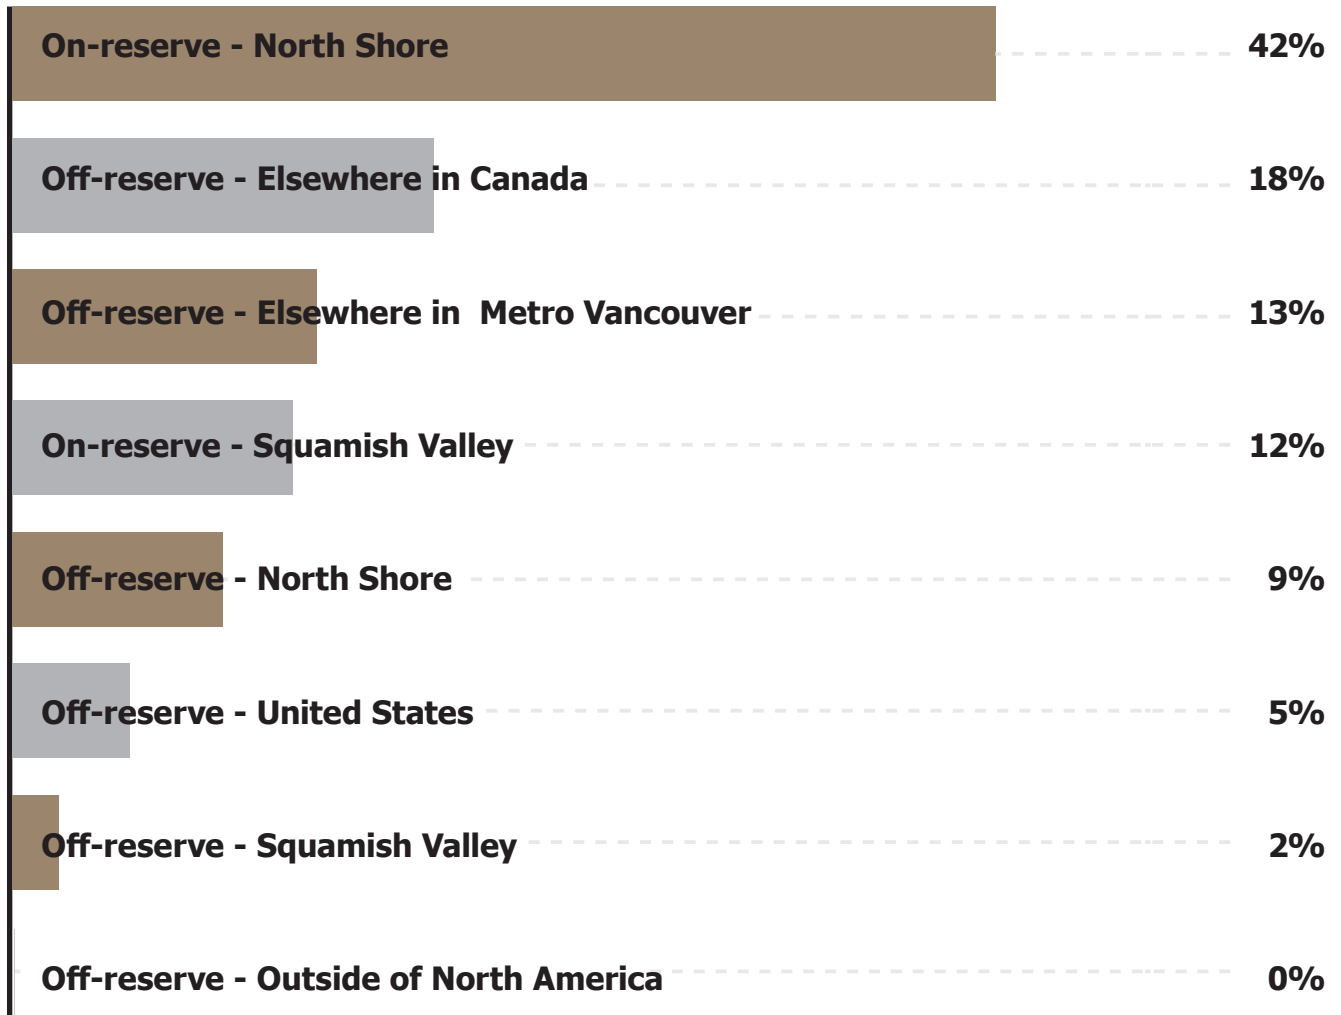 On-reserve - North Shore 42%
Off-reserve - Elsewhere in Canada 18%
Off-reserve - Elsewhere in  Metro Vancouver 13%
On-reserve - Squamish Valley 12%
Off-reserve - North Shore 9%
Off-reserve - United States 5%
Off-reserve - Squamish Valley 2%
Off-reserve - Outside of North America 0%